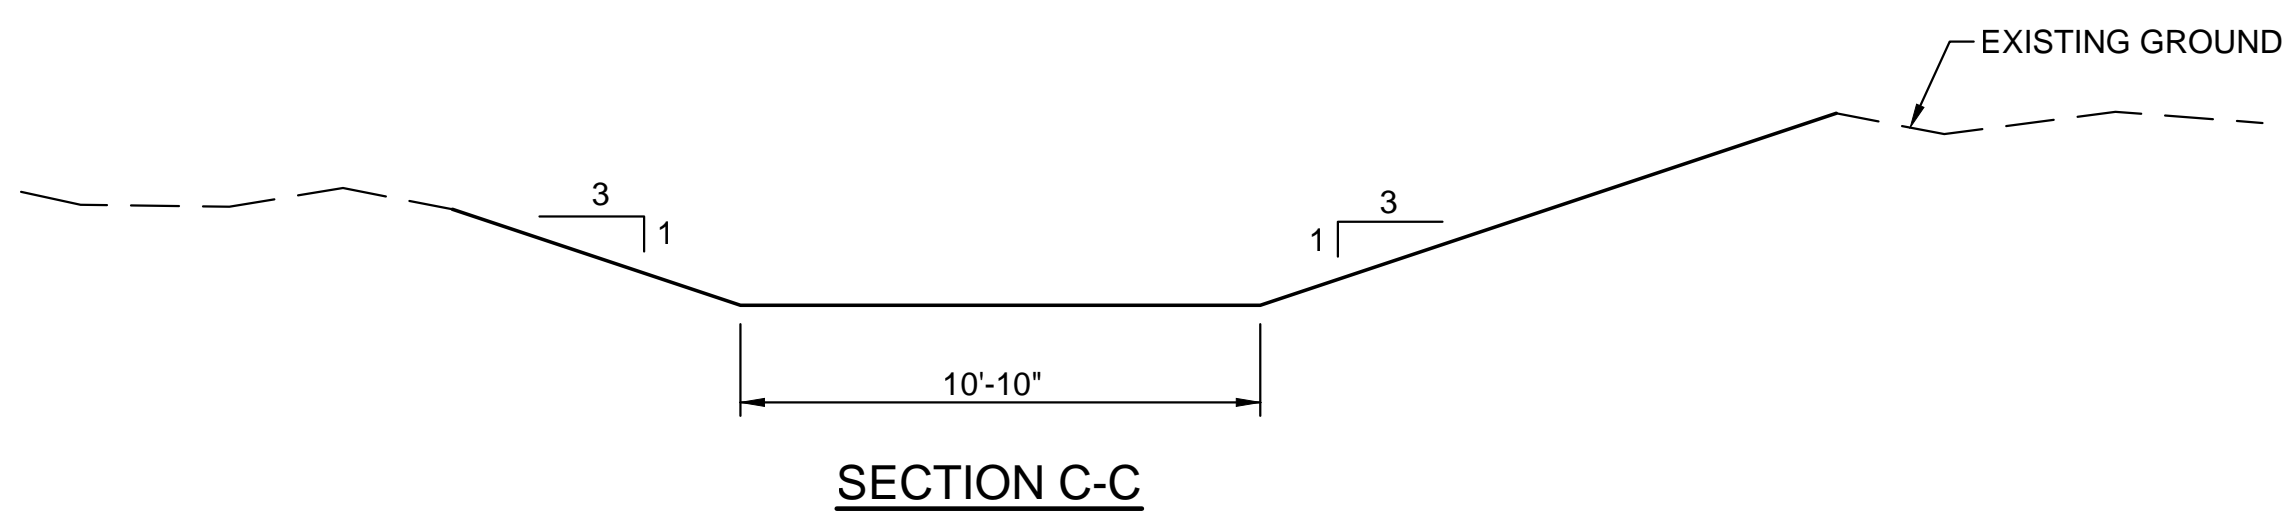 EXISTING GROUND
3
1
3
1
10'-10"
SECTION C-C